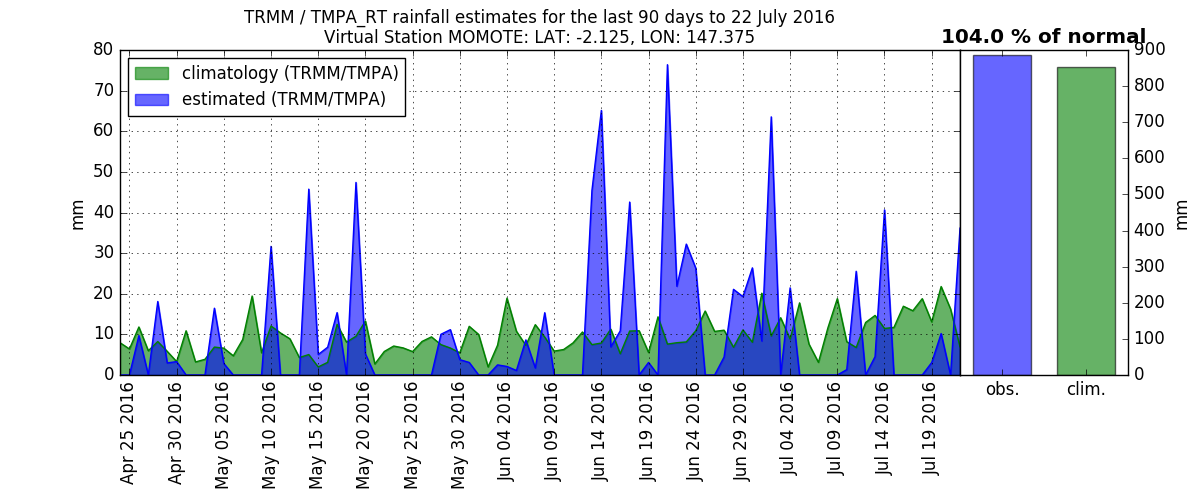 TRMM / TMPA_RT rainfall estimates for the last 90 days to 22 July 2016
Virtual Station MOMOTE: LAT: -2.125, LON: 147.375
104.0 % of normal
climatology (TRMM/TMPA)
estimated (TRMM/TMPA)
mm
80
70
60
50
40
30
20
10
0
Apr 25 2016
Apr 30 2016
May 05 2016
May 10 2016
May 15 2016
May 20 2016
May 25 2016
May 30 2016
Jun 04 2016
Jun 09 2016
Jun 14 2016
Jun 19 2016
Jun 24 2016
Jun 29 2016
Jul 04 2016
Jul 09 2016
Jul 14 2016
Jul 19 2016
obs.
clim.
900
800
700
600
500
400
300
200
100
0
mm